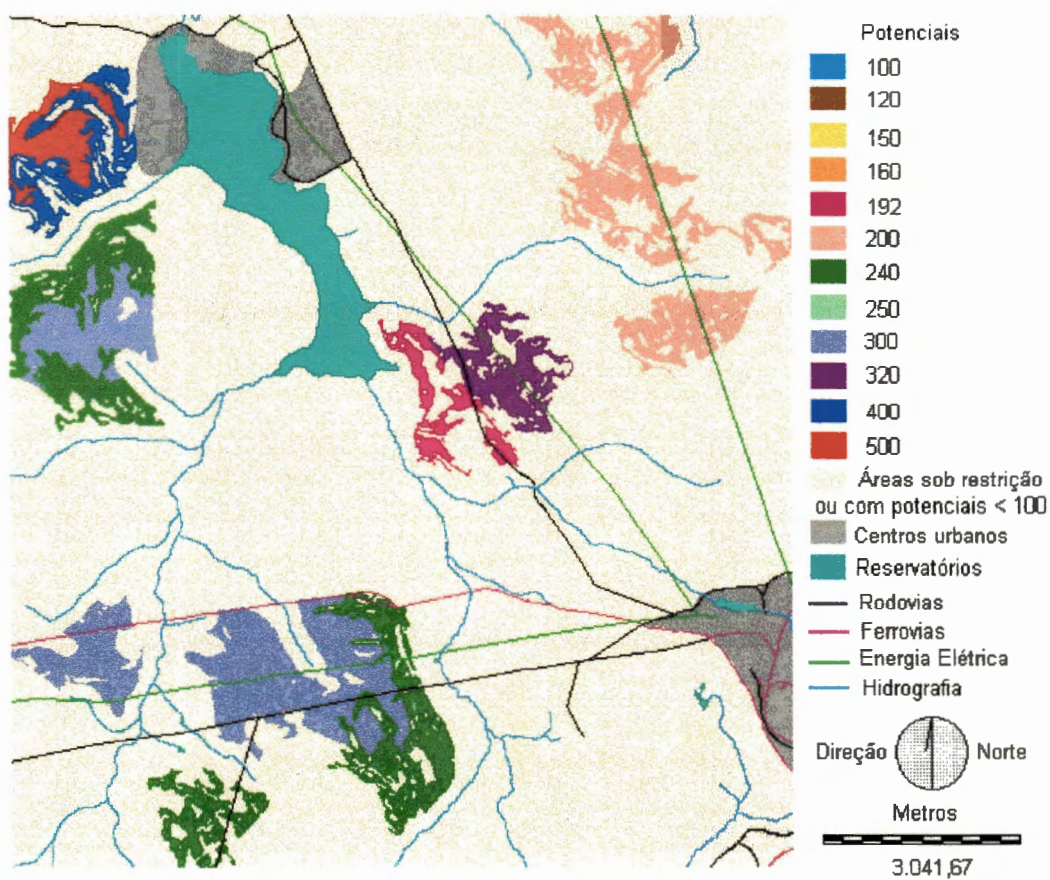 Potenciais
100
120
150
160
192
200
240
250
300
320
400
500
Áreas sob restrição
ou com potenciais < 100
Centros urbanos
Reservatórios
Rodovias
Ferrovias
Energia Elétrica
Hidrografia
Direção Norte
Metros
3.041,67